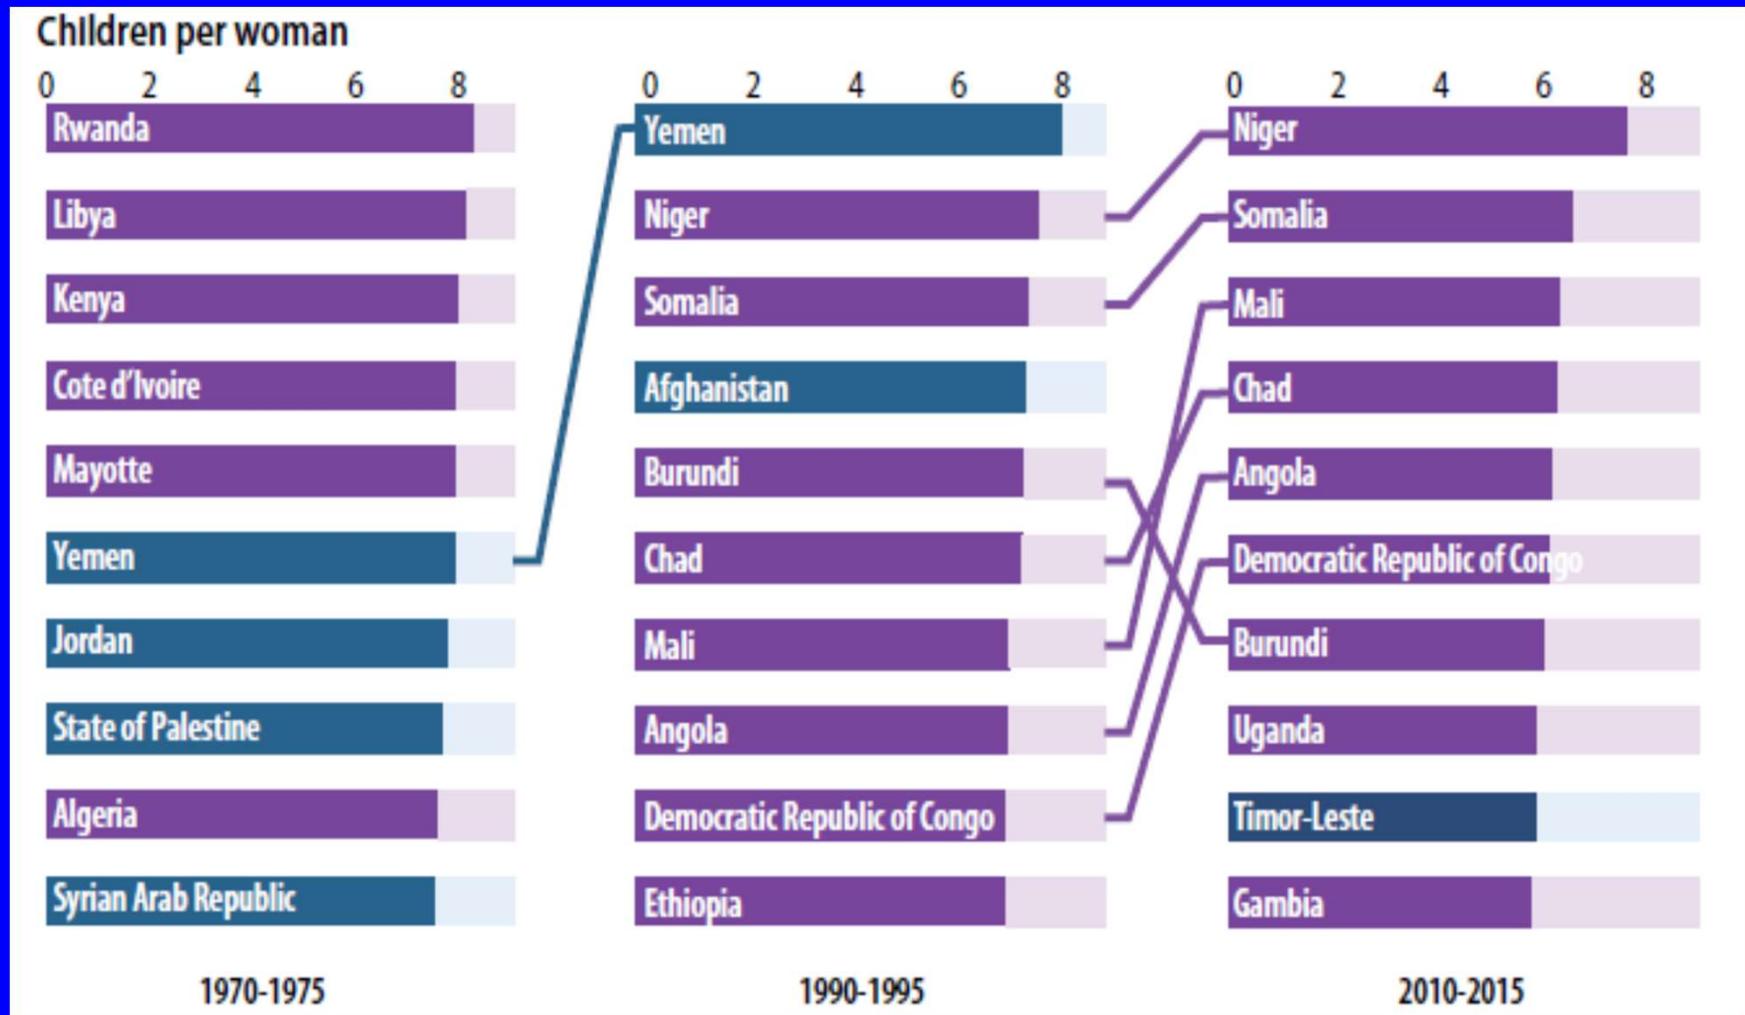 Children per woman
0 2 4 6 8
Rwanda
Libya
Kenya
Cote d'Ivoire
Mayotte
Yemen
Jordan
State of Palestine
Algeria
Syrian Arab Republic
1970-1975
0 2 4 6 8
Yemen
Niger
Somalia
Afghanistan
Burundi
Chad
Mali
Angola
Democratic Republic of Congo
Ethiopia
1990-1995
0 2 4 6 8
Niger
Somalia
Mali
Chad
Angola
Democratic Republic of Congo
Burundi
Uganda
Timor-Leste
Gambia
2010-2015